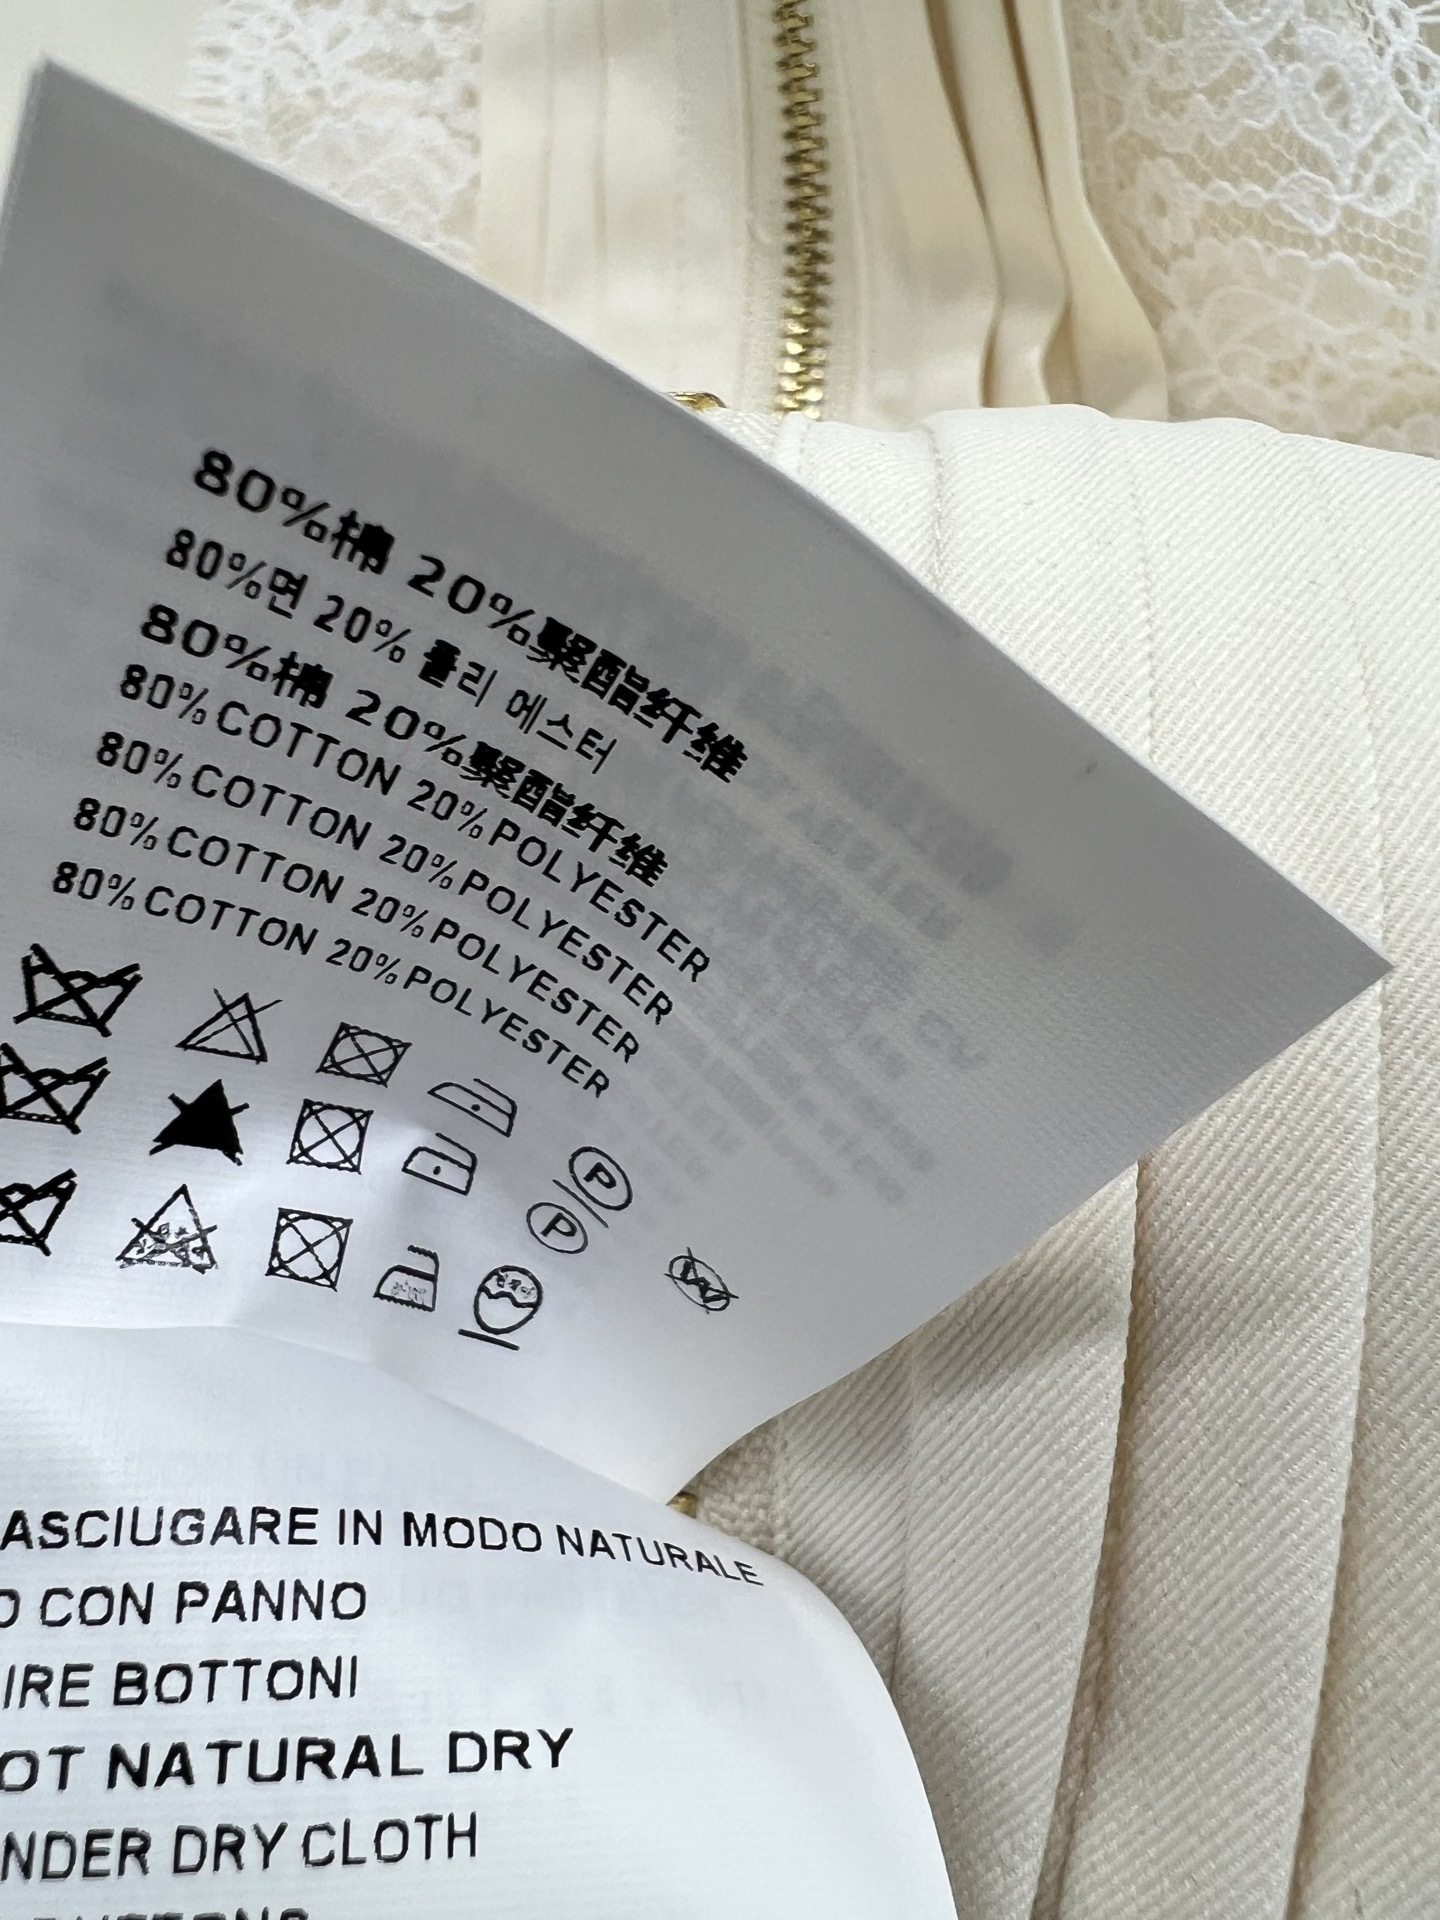 80%棉 20%聚酯纤维
80%면 20% 폴리 에스터
80%棉 20%聚酯纤维
80%COTTON 20%POLYESTER
80%COTTON 20%POLYESTER
80%COTTON 20%POLYESTER
80%COTTON 20%POLYESTER
P
P
W
ASCIUGARE IN MODO NATURALE
O CON PANNO
IRE BOTTONI
OT NATURAL DRY
NDER DRY CLOTH